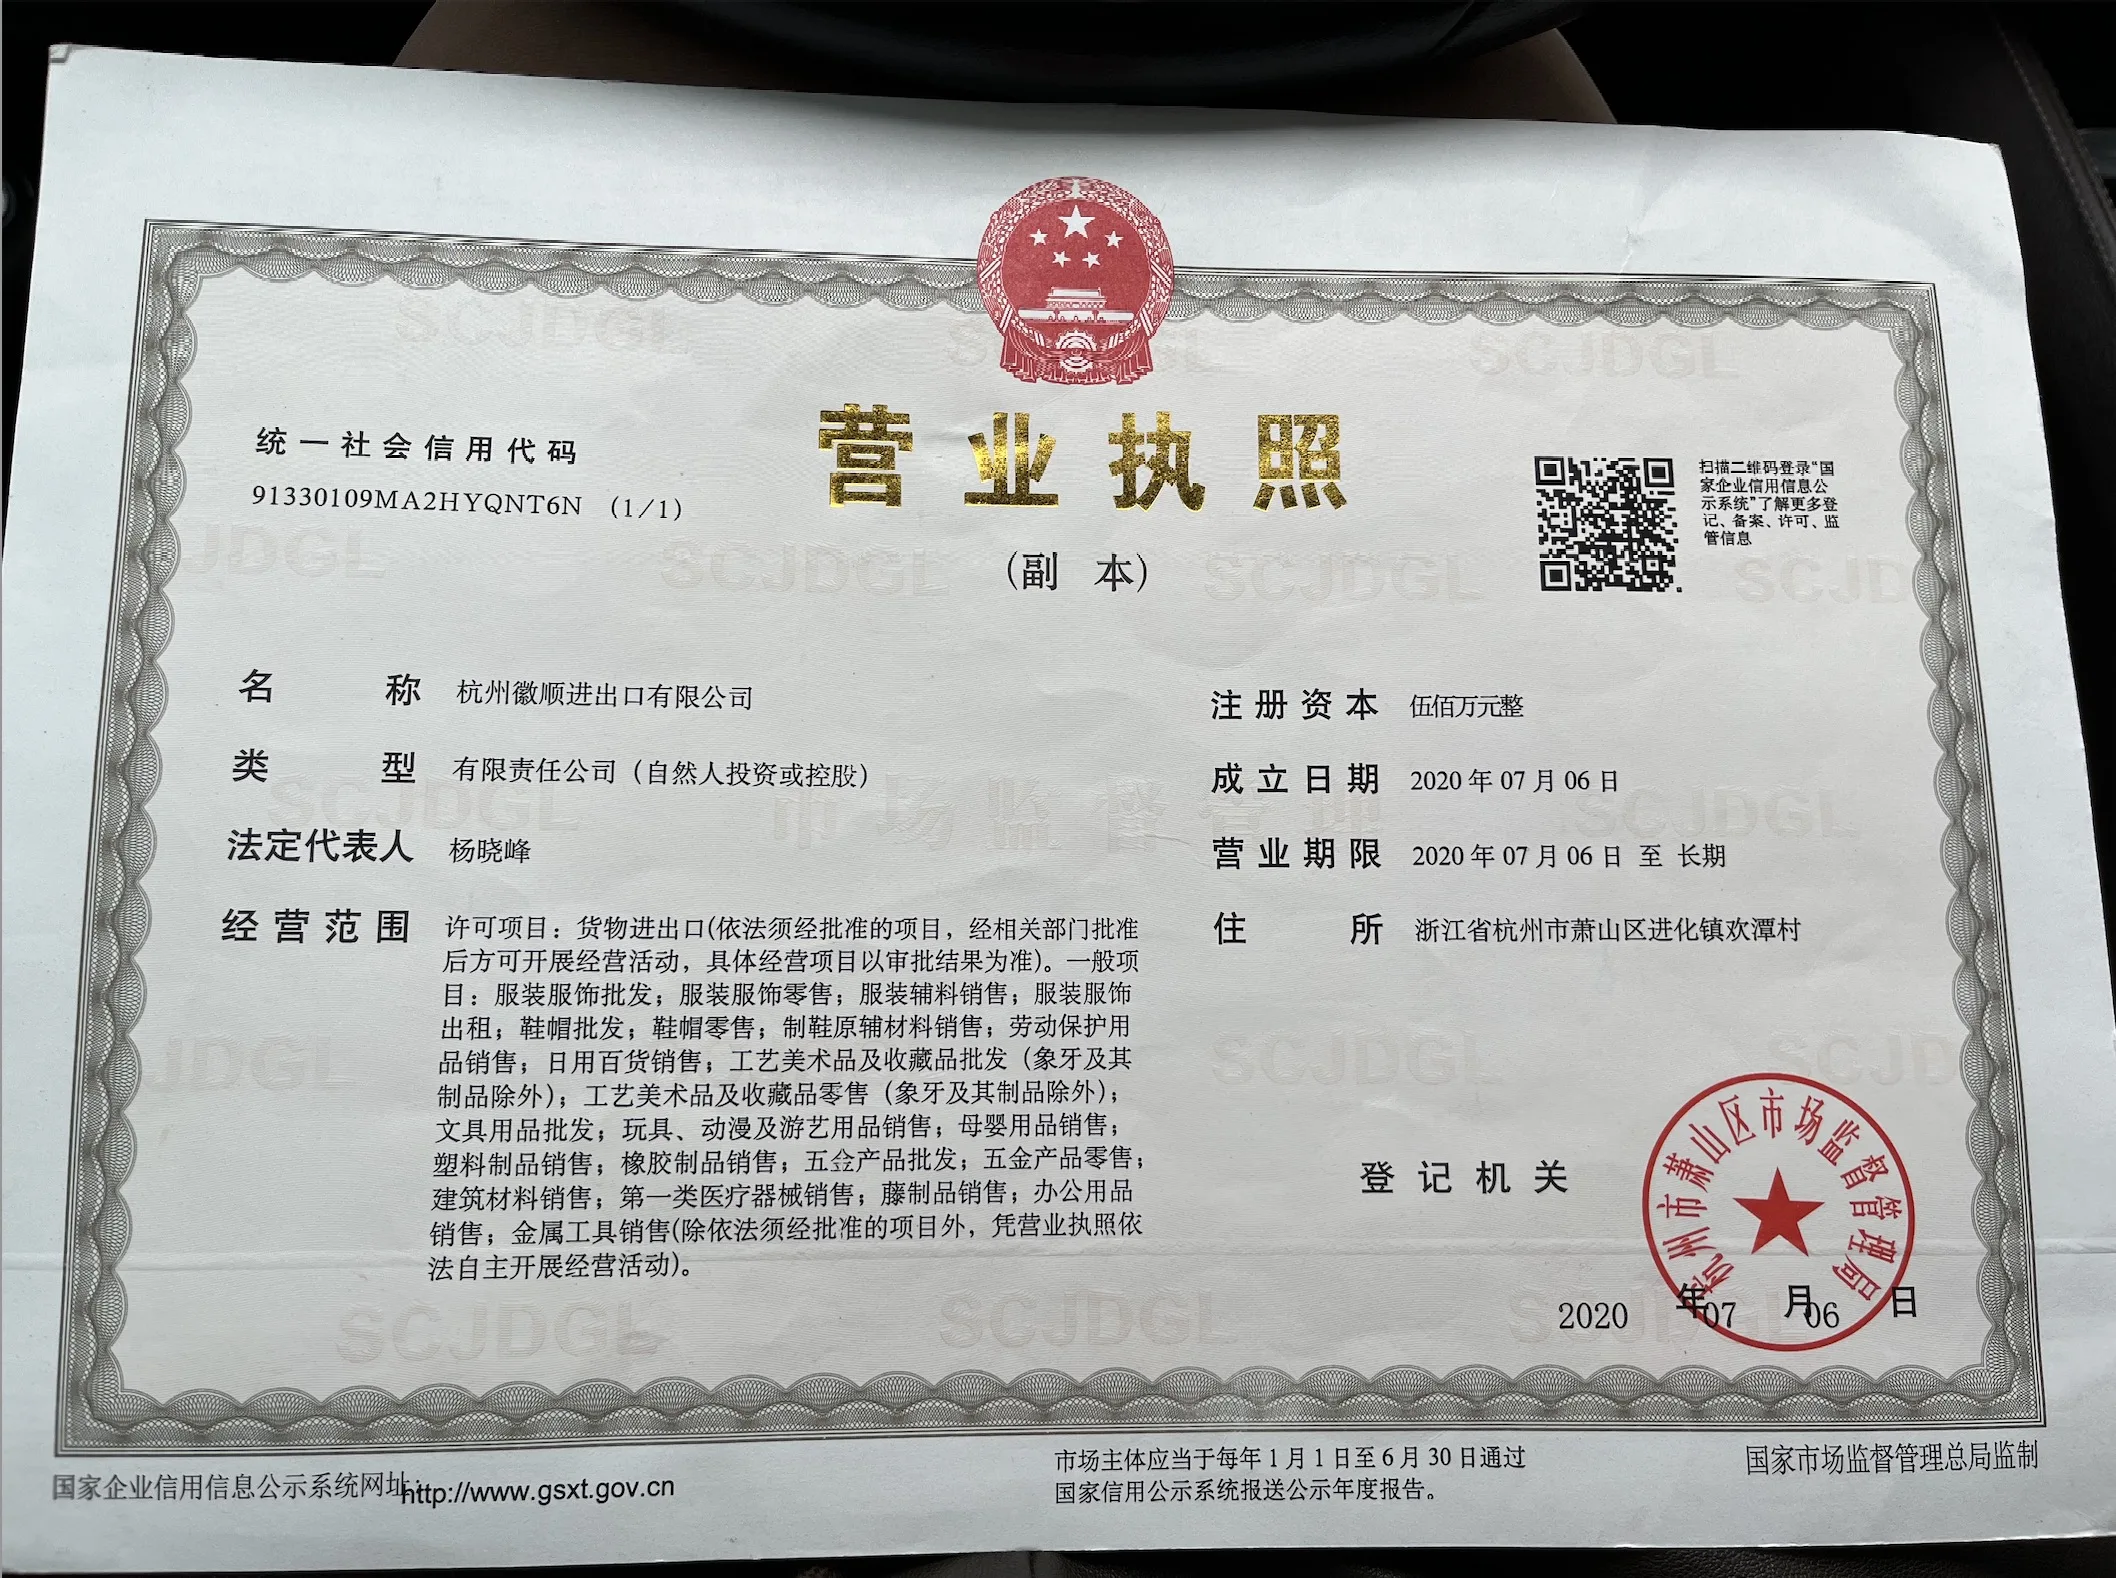 统一社会信用代码
91330109MA2HYQNT6N (1/1)
营业执照
(副 本)
扫描二维码登录“国
家企业信用信息公
示系统”了解更多登
记、备案、许可、监
管信息
名 称 杭州徽顺进出口有限公司
类 型 有限责任公司（自然人投资或控股）
法定代表人 杨晓峰
经营范围 许可项目：货物进出口(依法须经批准的项目，经相关部门批准
后方可开展经营活动，具体经营项目以审批结果为准)。一般项
目：服装服饰批发；服装服饰零售；服装辅料销售；服装服饰
出租；鞋帽批发；鞋帽零售；制鞋原辅材料销售；劳动保护用
品销售；日用百货销售；工艺美术品及收藏品批发（象牙及其
制品除外）；工艺美术品及收藏品零售（象牙及其制品除外）；
文具用品批发；玩具、动漫及游艺用品销售；母婴用品销售；
塑料制品销售；橡胶制品销售；五金产品批发；五金产品零售；
建筑材料销售；第一类医疗器械销售；藤制品销售；办公用品
销售；金属工具销售(除依法须经批准的项目外，凭营业执照依
法自主开展经营活动)。
注册资本 伍佰万元整
成立日期 2020年07月06日
营业期限 2020年07月06日 至 长期
住 所 浙江省杭州市萧山区进化镇欢潭村
登记机关
杭州市萧山区市场监督管理局
2020 年 07 月 06 日
国家企业信用信息公示系统网址：http://www.gsxt.gov.cn
市场主体应当于每年1月1日至6月30日通过
国家信用公示系统报送公示年度报告。
国家市场监督管理总局监制
SCJDGL
市场监督管理